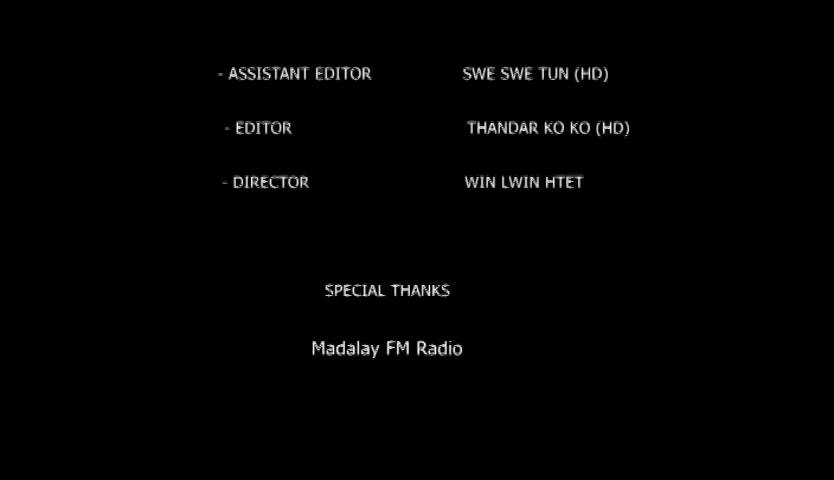 - ASSISTANT EDITOR SWE SWE TUN (HD)
- EDITOR THANDAR KO KO (HD)
- DIRECTOR WIN LWIN HTET
SPECIAL THANKS
Madalay FM Radio